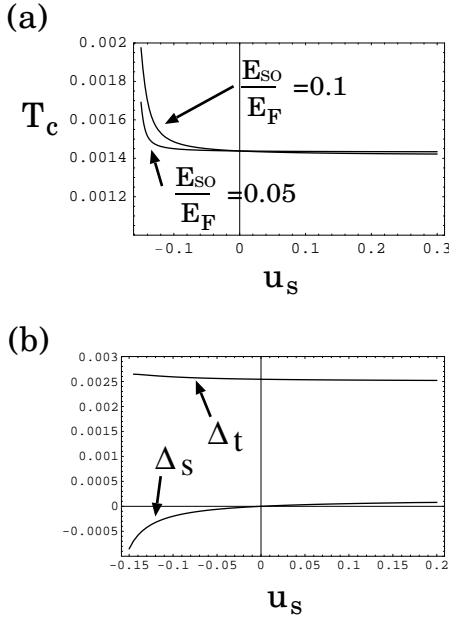 (a)
0.002
0.0018
E_SO/E_F =0.1
T_c
0.0016
0.0014
E_SO/E_F =0.05
0.0012
-0.1 0 0.1 0.2 0.3
u_s
(b)
0.003
0.0025
0.002
Δ_t
0.0015
0.001
Δ_s
0.0005
0
-0.0005
-0.15 -0.1 -0.05 0 0.05 0.1 0.15 0.2
u_s